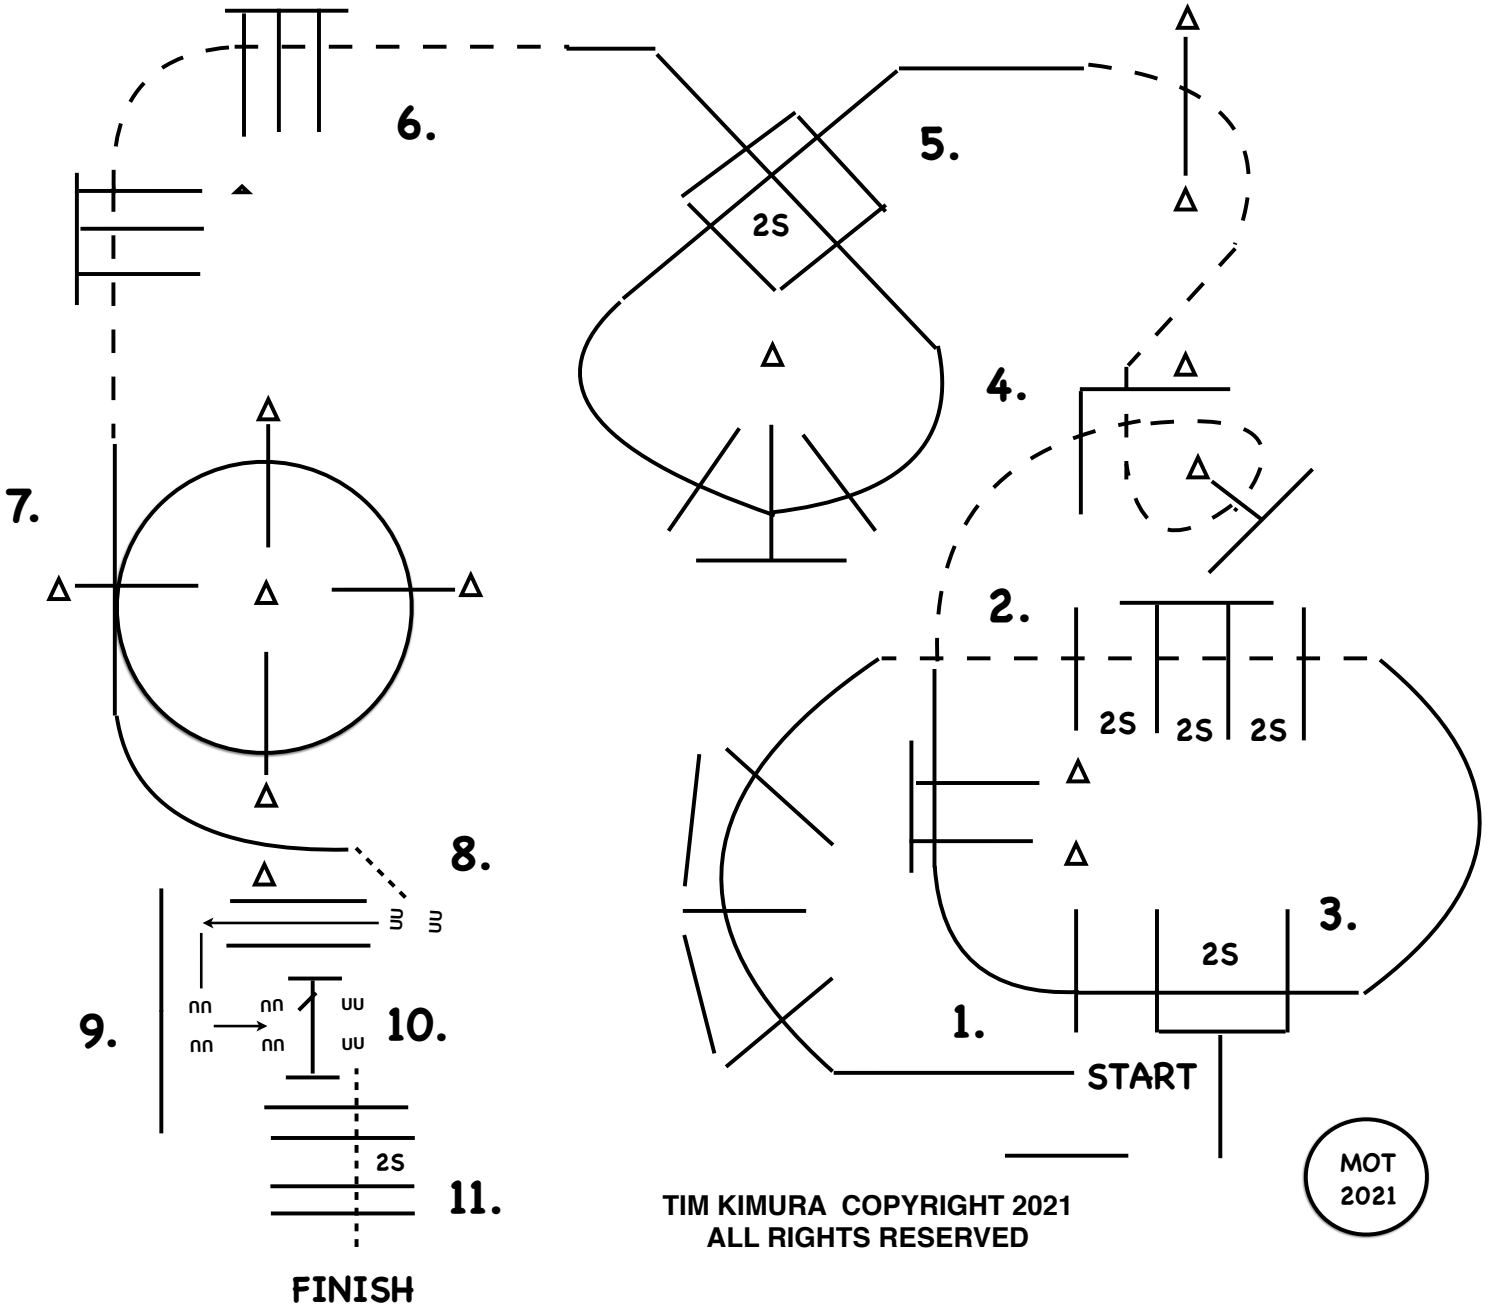 6.
5.
2S
4.
7.
2.
2S
2S
2S
8.
3.
2S
9.
10.
1.
START
2S
11.
MOT
2021
TIM KIMURA COPYRIGHT 2021
ALL RIGHTS RESERVED
FINISH